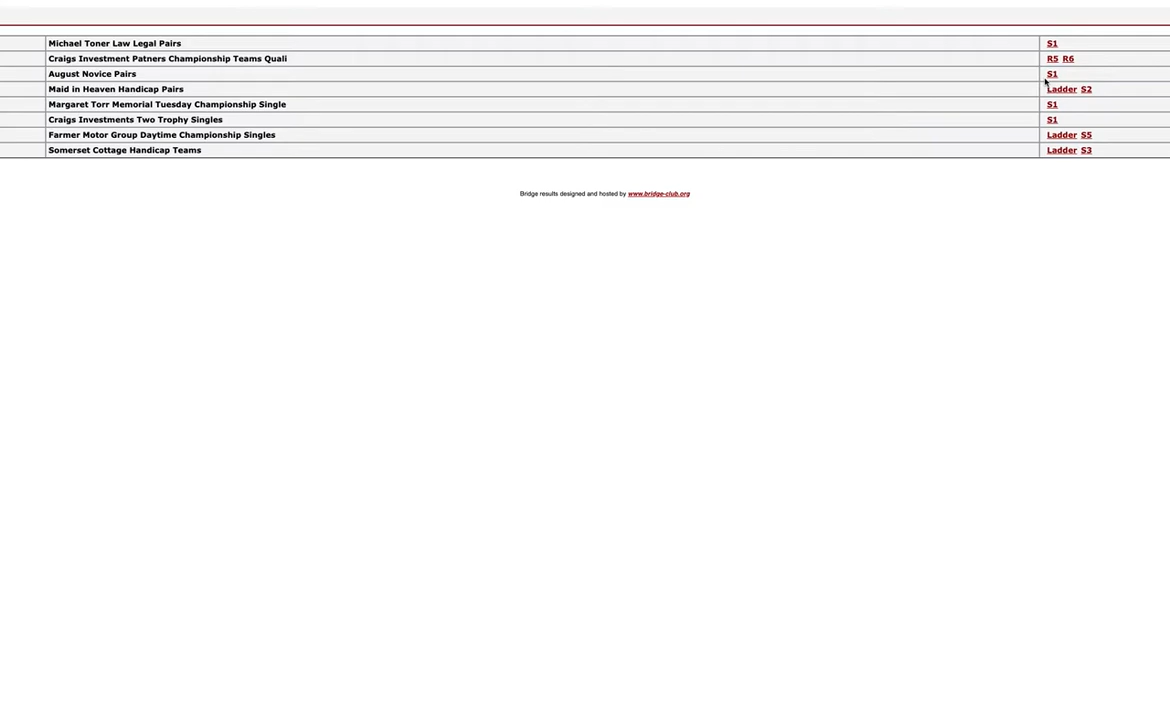 Michael Toner Law Legal Pairs S1
Craigs Investment Patners Championship Teams Quali R5 R6
August Novice Pairs S1
Maid in Heaven Handicap Pairs Ladder S2
Margaret Torr Memorial Tuesday Championship Single S1
Craigs Investments Two Trophy Singles S1
Farmer Motor Group Daytime Championship Singles Ladder S5
Somerset Cottage Handicap Teams Ladder S3
Bridge results designed and hosted by www.bridge-club.org